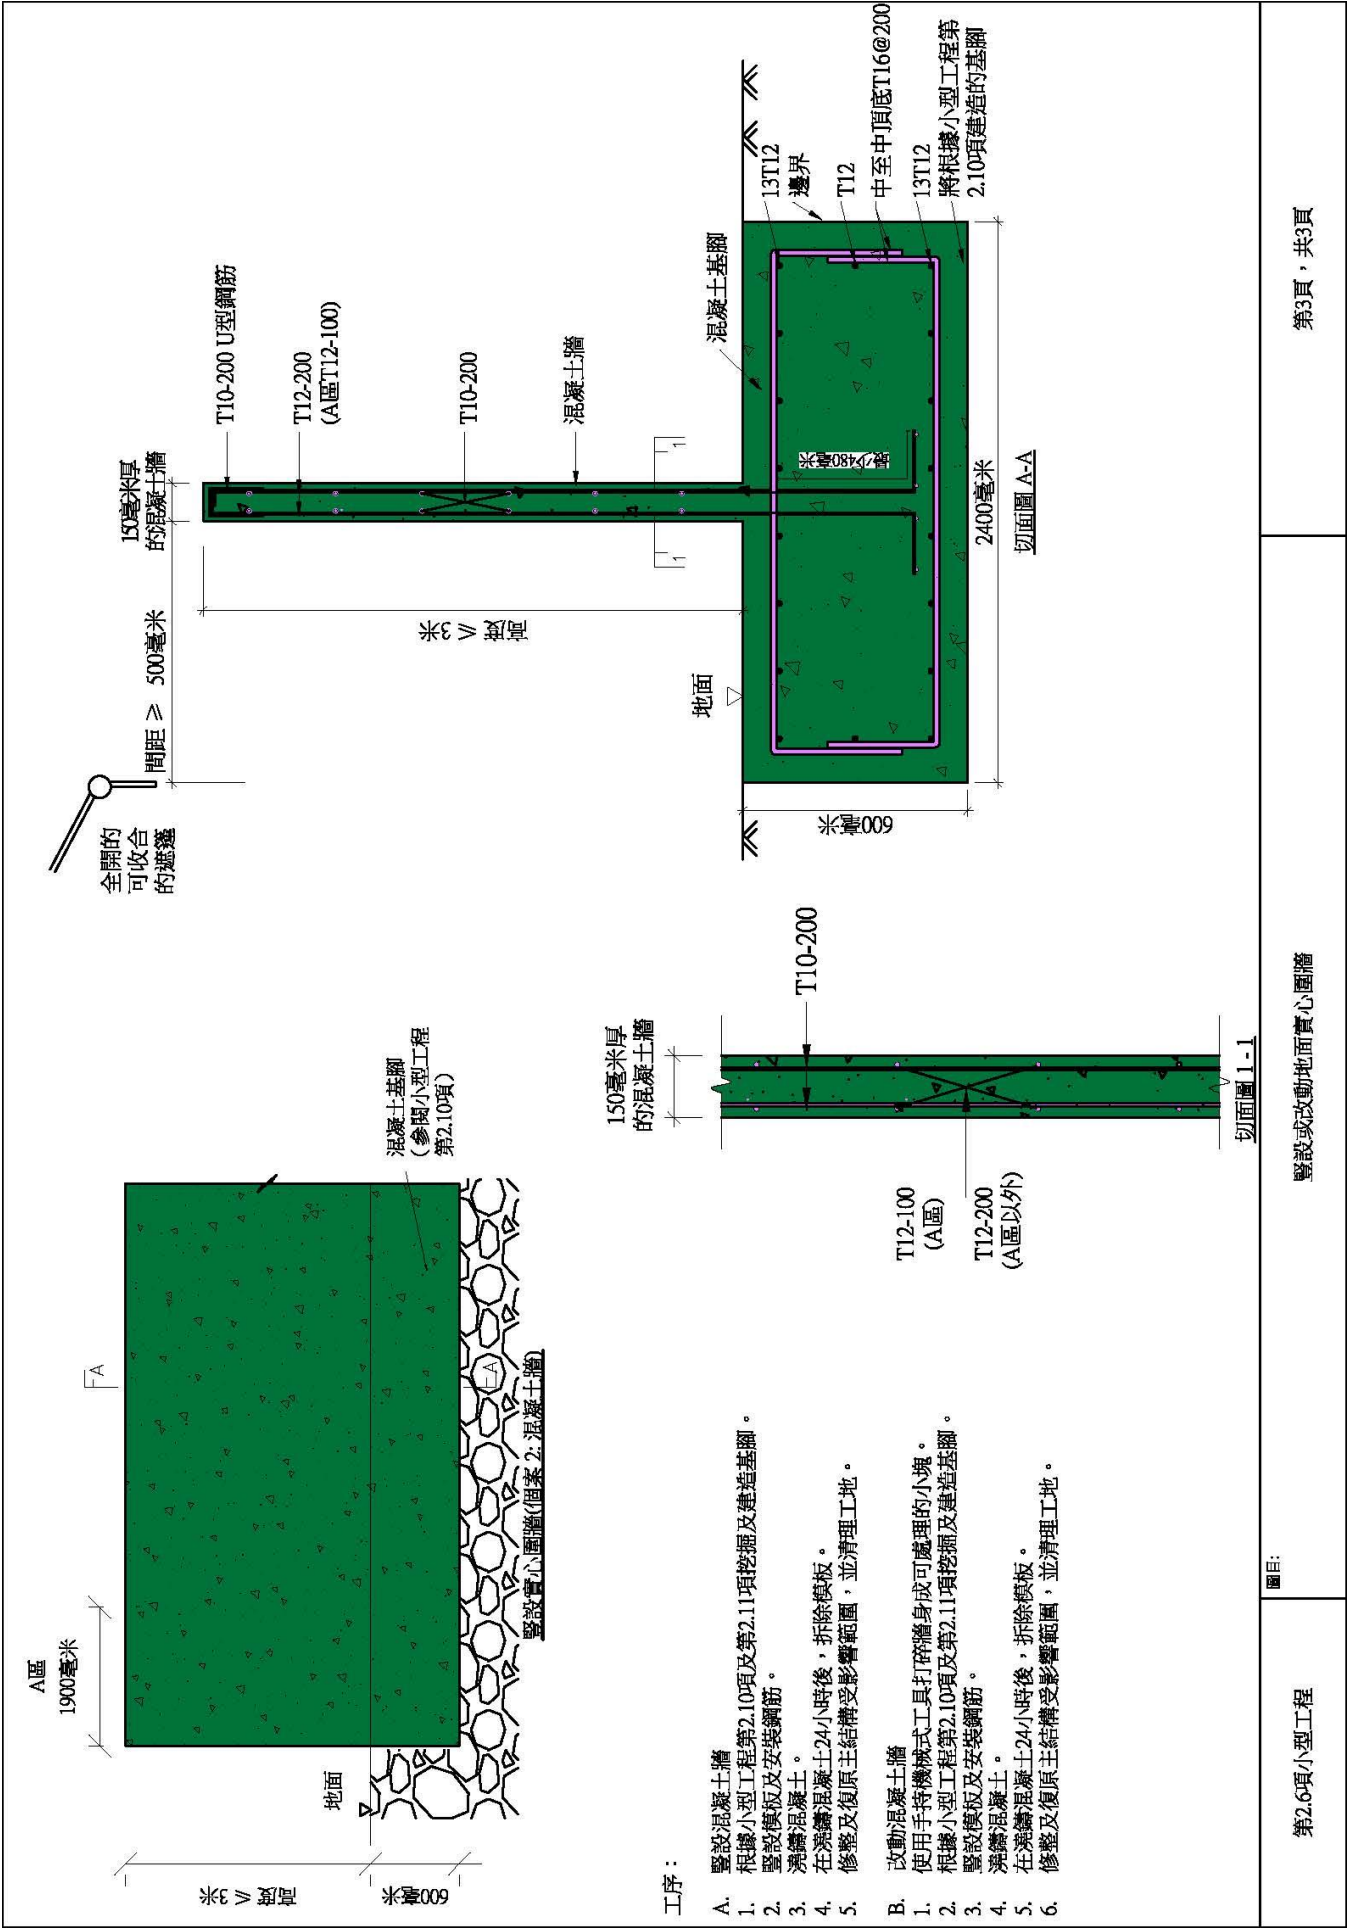 A區
1900毫米
A
A
地面
高度 ≤ 3米
600毫米
混凝土基腳
(參閱小型工程
第2.10項)
豎設實心圍牆(個案 2: 混凝土牆)
全開的
可收合
的遮篷
間距 ≥ 500毫米
150毫米厚
的混凝土牆
T10-200 U型鋼筋
T12-200
(A區T12-100)
T10-200
混凝土牆
1
1
高度 ≤ 3米
地面
混凝土基腳
13T12
邊界
T12
中至中頂底T16@200
13T12
將根據小型工程第
2.10項建造的基腳
最少480毫米
600毫米
2400毫米
切面圖 A-A
150毫米厚
的混凝土牆
T10-200
T12-100
(A區)
T12-200
(A區以外)
切面圖 1 - 1
工序：
A. 豎設混凝土牆
1. 根據小型工程第2.10項及第2.11項挖掘及建造基腳。
2. 豎設模板及安裝鋼筋。
3. 澆鑄混凝土。
4. 在澆鑄混凝土24小時後，拆除模板。
5. 修整及復原主結構受影響範圍，並清理工地。
B. 改動混凝土牆
1. 使用手持機械式工具打碎牆身成可處理的小塊。
2. 根據小型工程第2.10項及第2.11項挖掘及建造基腳。
3. 豎設模板及安裝鋼筋。
4. 澆鑄混凝土。
5. 在澆鑄混凝土24小時後，拆除模板。
6. 修整及復原主結構受影響範圍，並清理工地。
第2.6項小型工程
圖目:
豎設或改動地面實心圍牆
第3頁，共3頁